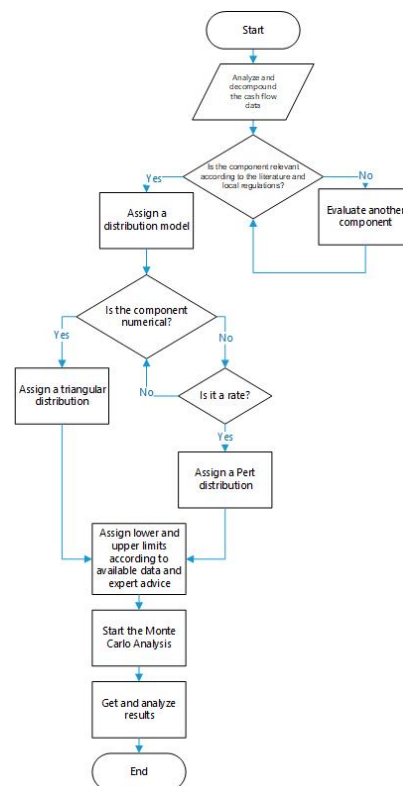 Start
Analyze and
decompound
the cash flow
data
Is the component relevant
according to the literature and
local regulations?
Yes
No
Assign a
distribution model
Evaluate another
component
Is the component
numerical?
Yes
No
Assign a triangular
distribution
No
Is it a rate?
Yes
Assign a Pert
distribution
Assign lower and
upper limits
according to
available data and
expert advice
Start the Monte
Carlo Analysis
Get and analyze
results
End